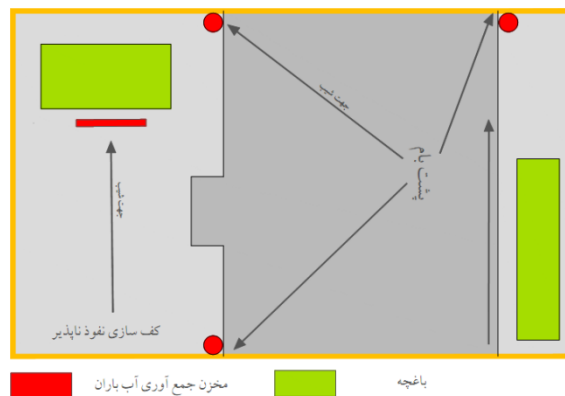 جهت شیب
پشت بام
جهت شیب
کف سازی نفوذ ناپذیر
باغچه
مخزن جمع آوری آب باران